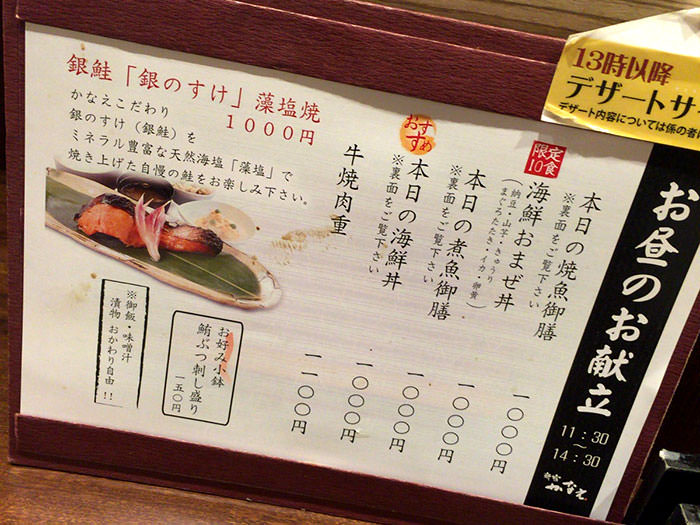 13時以降
デザートサ
デザート内容については係の者
お昼のお献立
11:30
〜
14:30
かなえ
本日の焼魚御膳 一〇〇〇円
※裏面をご覧下さい
限定
10食
海鮮おまぜ丼 一〇〇〇円
(納豆・山芋・きゅうり
まぐろたたき・イカ・卵黄)
本日の煮魚御膳 一〇〇〇円
※裏面をご覧下さい
おすすめ
本日の海鮮丼 一一〇〇円
※裏面をご覧下さい
牛焼肉重 一一〇〇円
銀鮭「銀のすけ」藻塩焼
1000円
かなえこだわり
銀のすけ(銀鮭)を
ミネラル豊富な天然海塩「藻塩」で
焼き上げた自慢の鮭をお楽しみ下さい。
お好み小鉢
鮪ぶつ刺し盛り
一五〇円
※御飯・味噌汁
漬物 おかわり自由!!